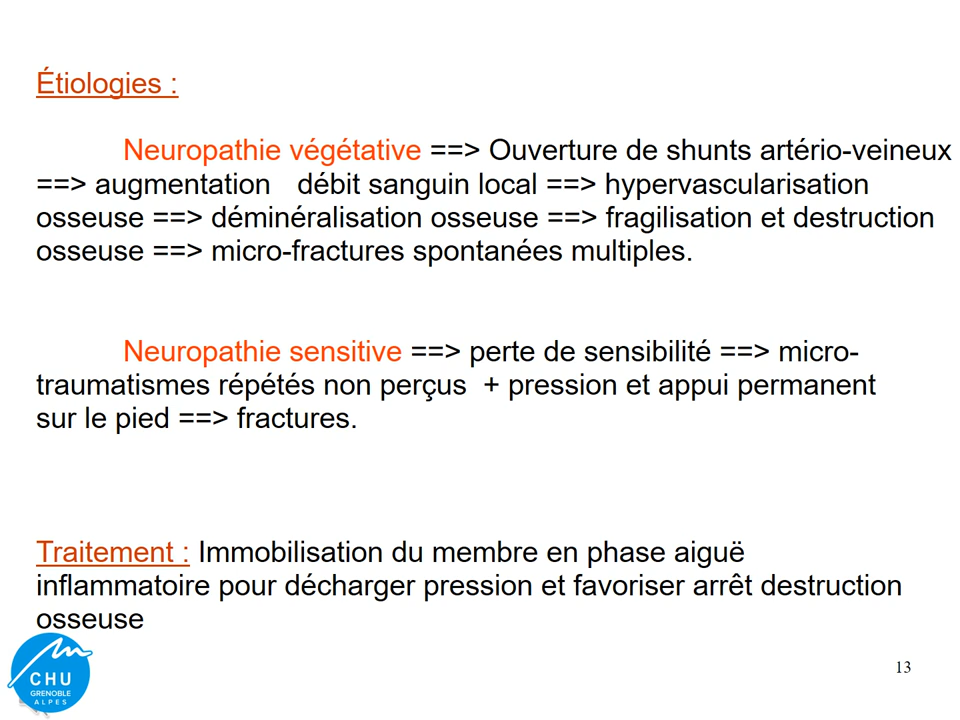 Étiologies :
Neuropathie végétative ==> Ouverture de shunts artério-veineux
==> augmentation débit sanguin local ==> hypervascularisation
osseuse ==> déminéralisation osseuse ==> fragilisation et destruction
osseuse ==> micro-fractures spontanées multiples.
Neuropathie sensitive ==> perte de sensibilité ==> micro-
traumatismes répétés non perçus + pression et appui permanent
sur le pied ==> fractures.
Traitement : Immobilisation du membre en phase aiguë
inflammatoire pour décharger pression et favoriser arrêt destruction
osseuse
CHU
GRENOBLE
ALPES
13